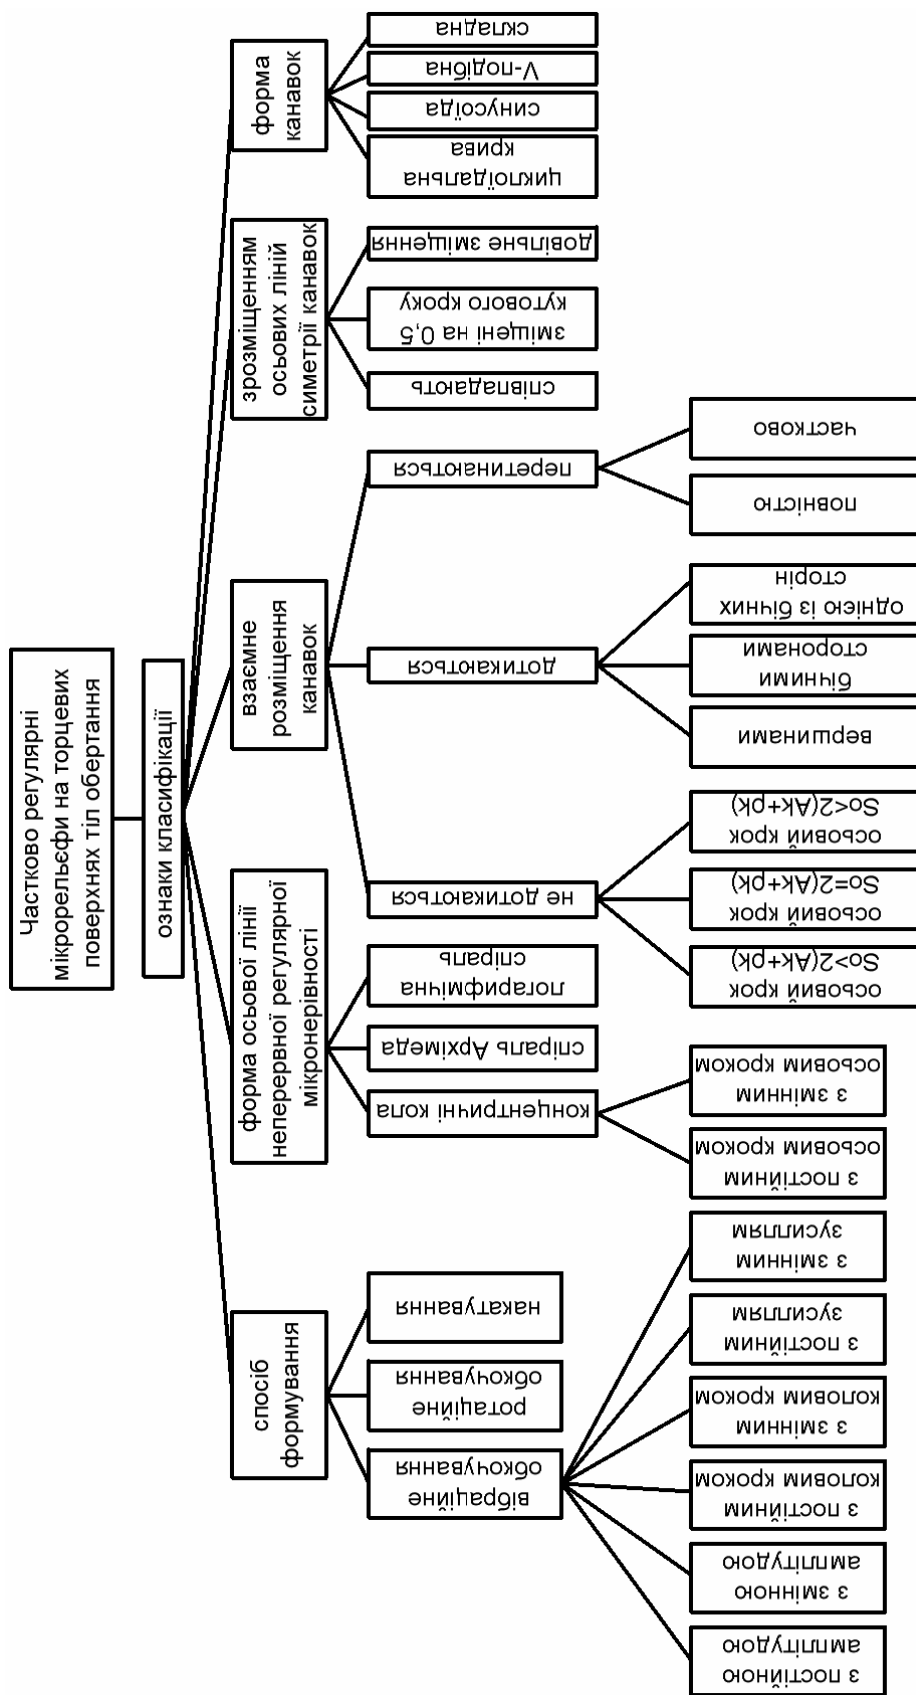 Частково регулярні
мікрорельєфи на торцевих
поверхнях тіл обертання
ознаки класифікації
спосіб
формування
форма осьової лінії
неперервної регулярної
мікронерівності
взаємне
розміщення
канавок
зрозміщенням
осьових ліній
симетрії канавок
форма
канавок
вібраційне
обкочування
ротаційне
обкочування
накатування
концентричні кола
спіраль Архімеда
логарифмічна
спіраль
не дотикаються
дотикаються
перетинаються
співпадають
зміщені на 0,5
кутового кроку
довільне зміщення
циклоїдальна
крива
синусоїда
V-подібна
складна
з постійною
амплітудою
з змінною
амплітудою
з постійним
коловим кроком
з змінним
коловим кроком
з постійним
зусиллям
з змінним
зусиллям
з постійним
осьовим кроком
з змінним
осьовим кроком
осьовий крок
So>2(Ak+pk)
осьовий крок
So=2(Ak+pk)
осьовий крок
So<2(Ak+pk)
вершинами
бічними
сторонами
однією із бічних
сторін
повністю
частково